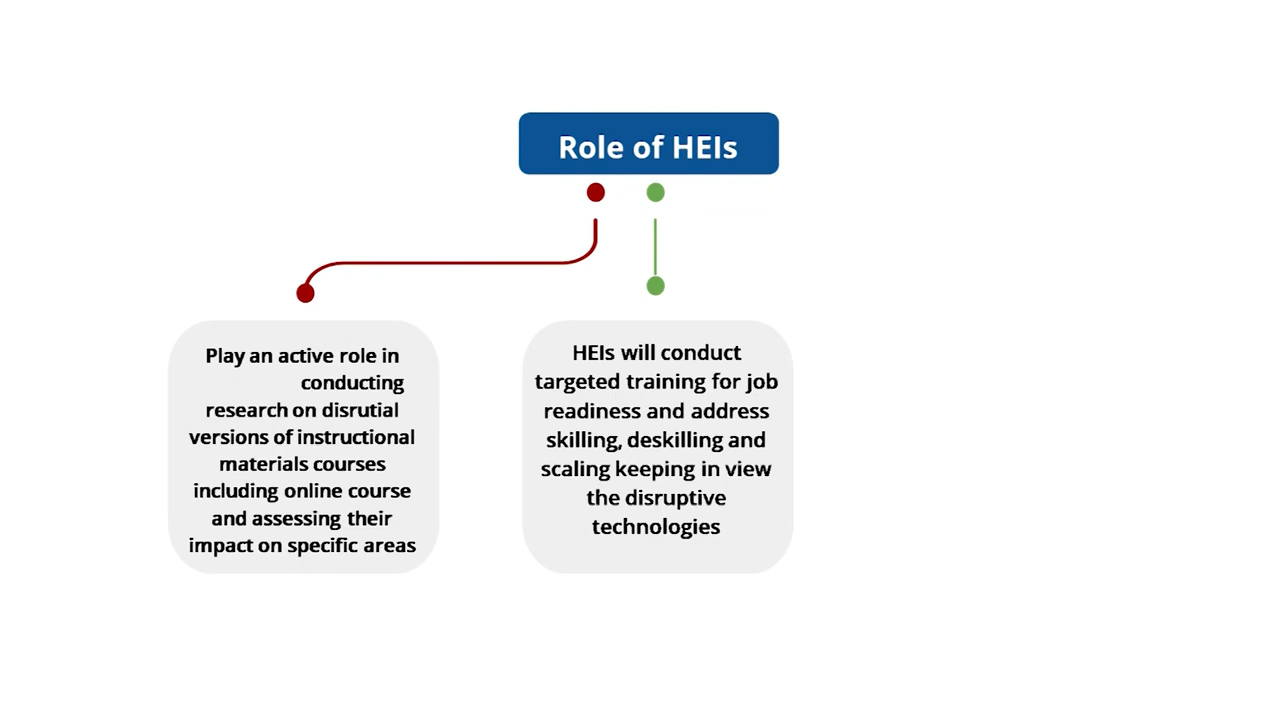 Role of HEIs
Play an active role in
conducting
research on disrutial
versions of instructional
materials courses
including online course
and assessing their
impact on specific areas
HEIs will conduct
targeted training for job
readiness and address
skilling, deskilling and
scaling keeping in view
the disruptive
technologies